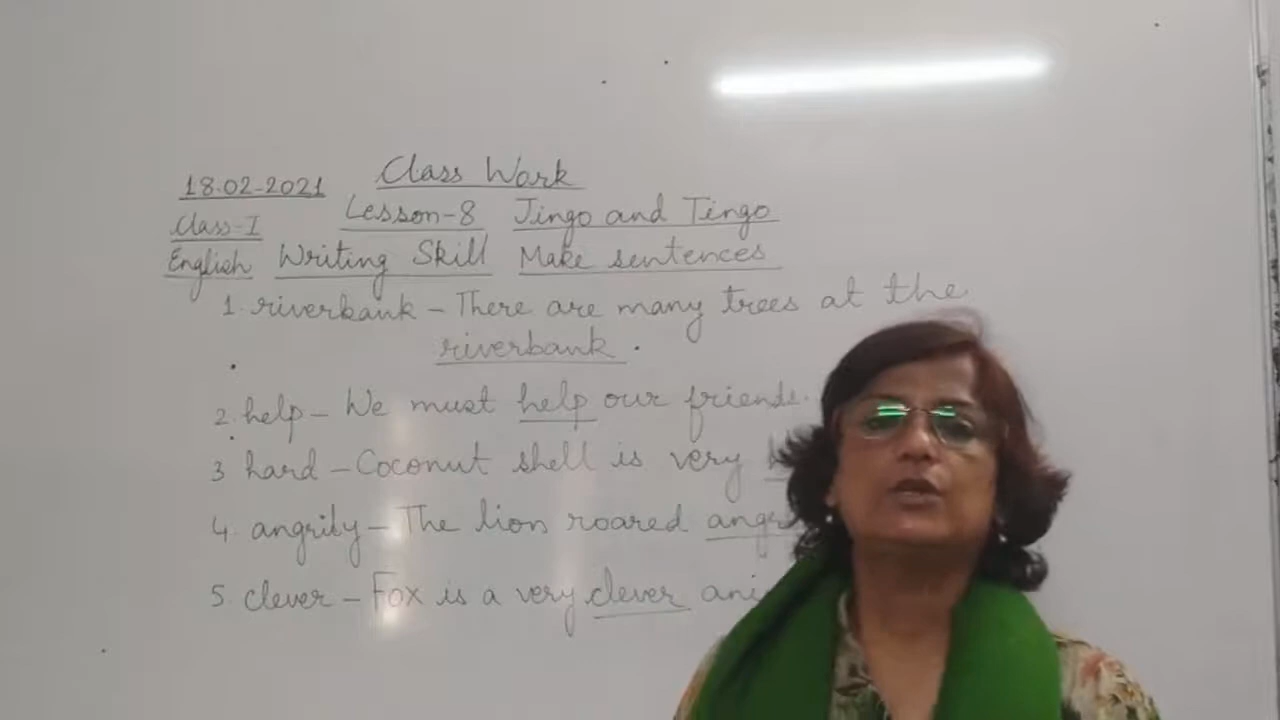 Class Work
18.02-2021
Lesson-8 Jingo and Tingo
Class-I
English Writing Skill Make sentences
1. riverbank - There are many trees at the
riverbank.
2. help - We must help our friends.
3 hard - Coconut shell is very
4. angrily - The lion roared
5. clever - Fox is a very clever